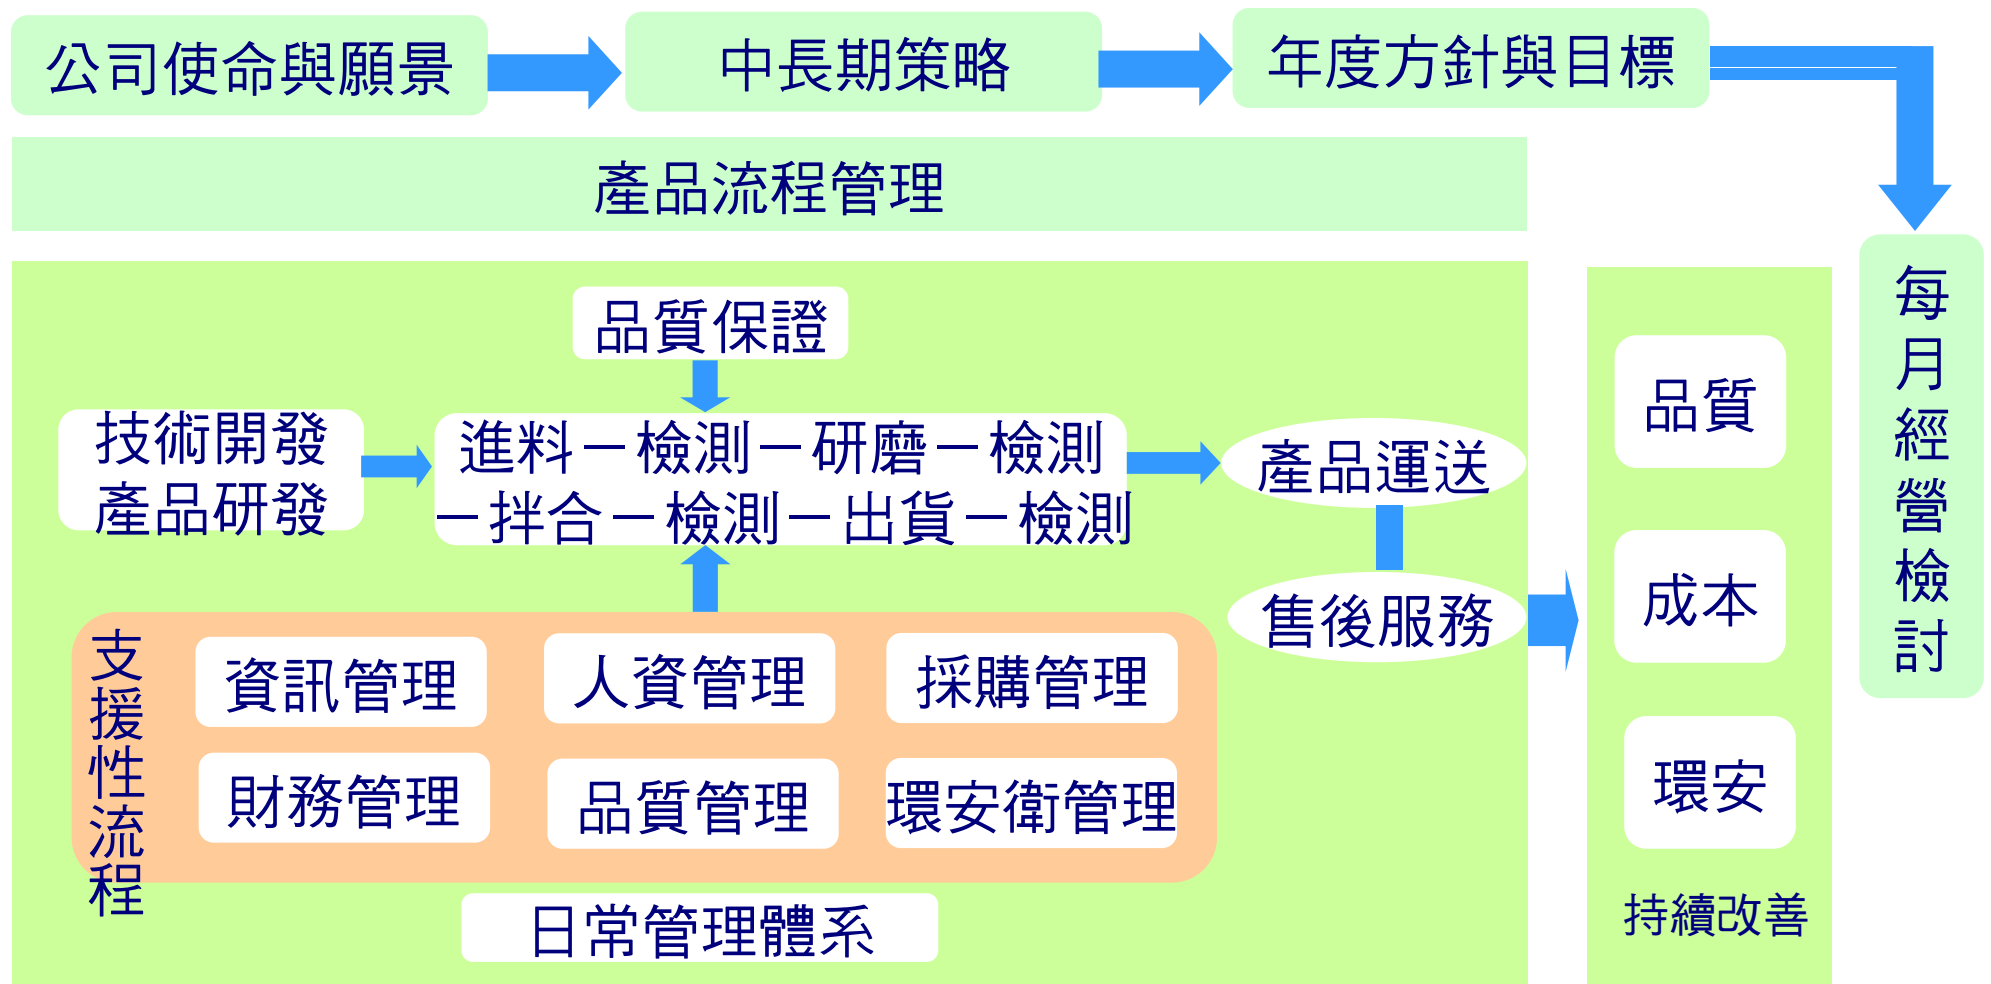 公司使命與願景
中長期策略
年度方針與目標
產品流程管理
品質保證
技術開發
產品研發
進料－檢測－研磨－檢測
－拌合－檢測－出貨－檢測
產品運送
售後服務
支援性流程
資訊管理
人資管理
採購管理
財務管理
品質管理
環安衛管理
日常管理體系
品質
成本
環安
持續改善
每月經營檢討